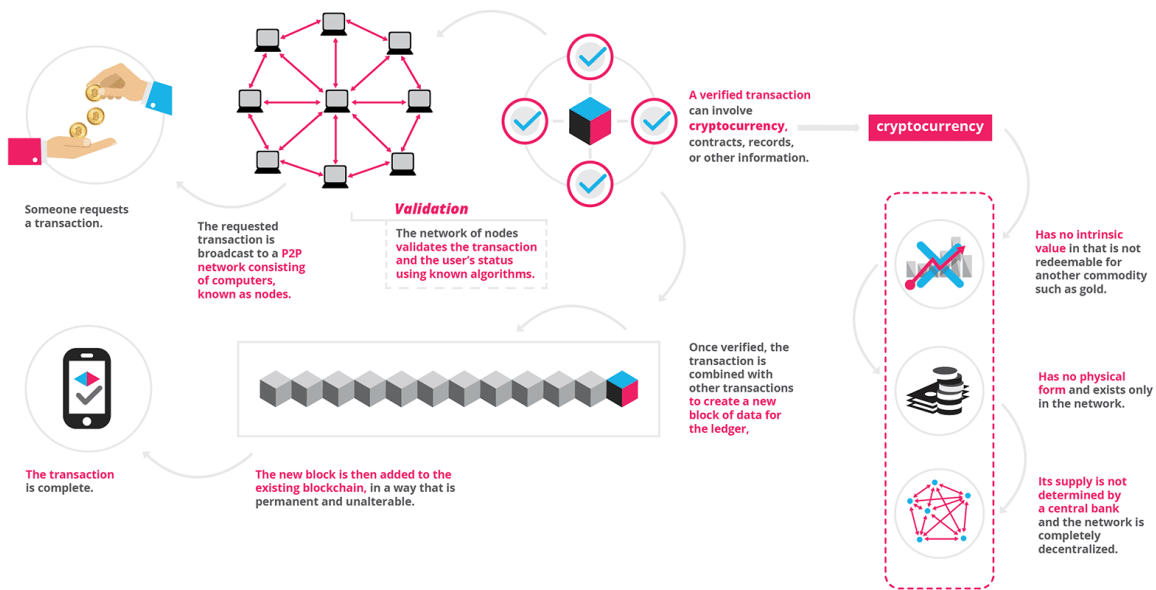 Someone requests
a transaction.
The requested
transaction is
broadcast to a P2P
network consisting
of computers,
known as nodes.
Validation
The network of nodes
validates the transaction
and the user's status
using known algorithms.
A verified transaction
can involve
cryptocurrency,
contracts, records,
or other information.
cryptocurrency
Has no intrinsic
value in that is not
redeemable for
another commodity
such as gold.
Has no physical
form and exists only
in the network.
Its supply is not
determined by
a central bank
and the network is
completely
decentralized.
Once verified, the
transaction is
combined with
other transactions
to create a new
block of data for
the ledger,
The new block is then added to the
existing blockchain, in a way that is
permanent and unalterable.
The transaction
is complete.